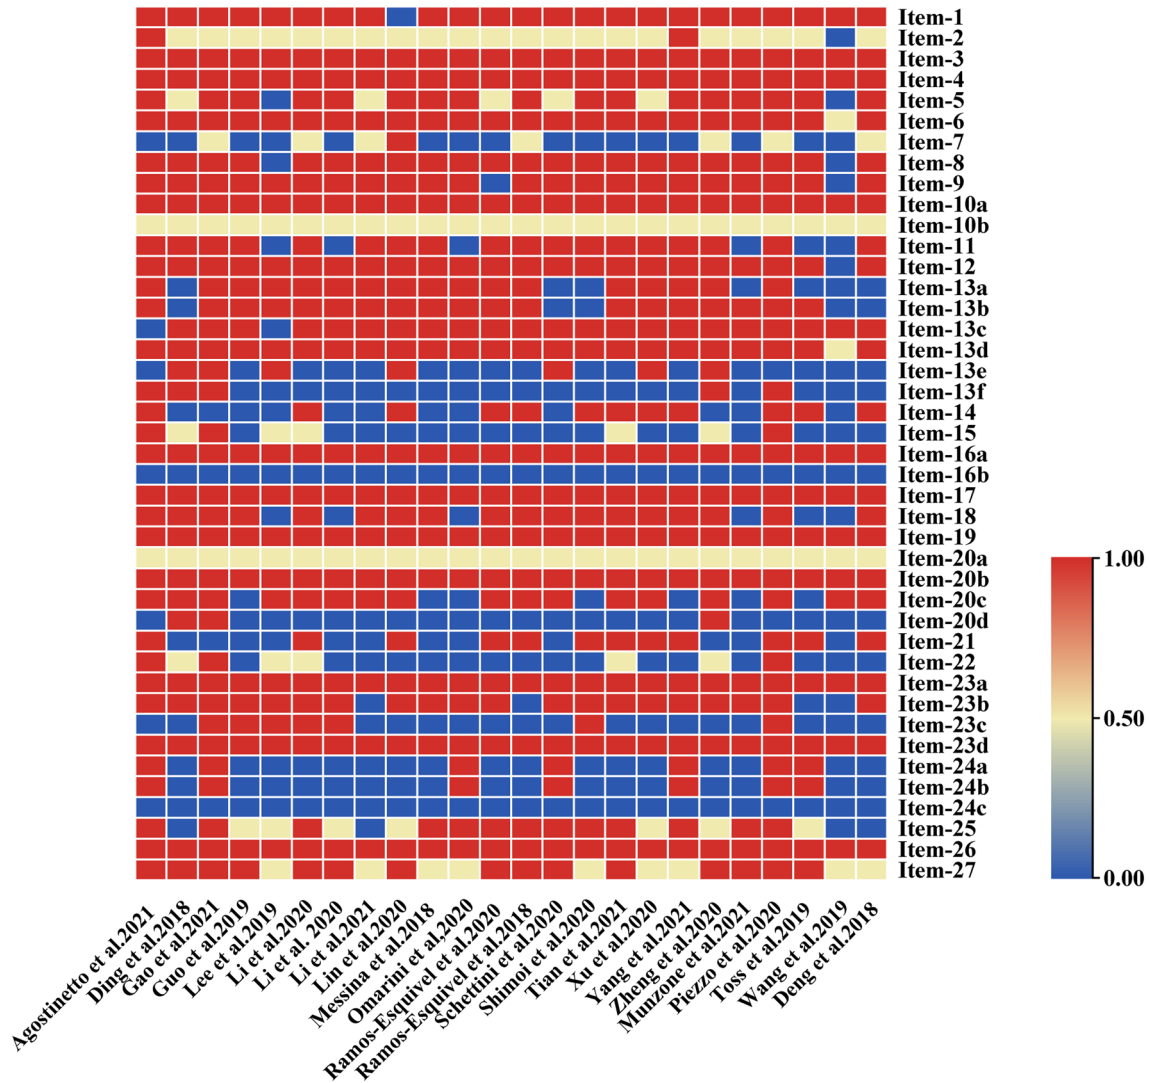 Item-1
Item-2
Item-3
Item-4
Item-5
Item-6
Item-7
Item-8
Item-9
Item-10a
Item-10b
Item-11
Item-12
Item-13a
Item-13b
Item-13c
Item-13d
Item-13e
Item-13f
Item-14
Item-15
Item-16a
Item-16b
Item-17
Item-18
Item-19
Item-20a
Item-20b
Item-20c
Item-20d
Item-21
Item-22
Item-23a
Item-23b
Item-23c
Item-23d
Item-24a
Item-24b
Item-24c
Item-25
Item-26
Item-27
1.00
0.50
0.00
Agostinetto et al.2021
Ding et al.2018
Gao et al.2021
Guo et al.2019
Lee et al.2019
Li et al.2020
Li et al. 2020
Li et al.2021
Lin et al.2020
Messina et al.2018
Omarini et al,2020
Ramos-Esquivel et al.2020
Ramos-Esquivel et al.2018
Schettini et al.2020
Shimoi et al.2020
Tian et al.2021
Xu et al.2020
Yang et al.2021
Zheng et al.2020
Munzone et al.2021
Piezzo et al.2020
Toss et al.2019
Wang et al.2019
Deng et al.2018